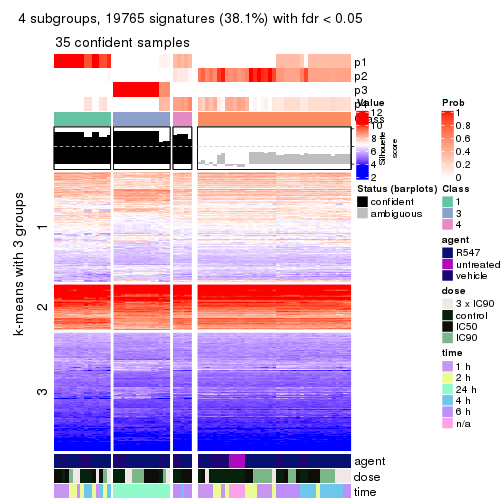 4 subgroups, 19765 signatures (38.1%) with fdr < 0.05
35 confident samples
p1
p2
p3
p4
Class
Silhouette
score
k-means with 3 groups
1
2
3
agent
dose
time
Value
12
10
8
6
4
2
Prob
1
0.8
0.6
0.4
0.2
0
Status (barplots)
confident
ambiguous
Class
1
3
4
agent
R547
untreated
vehicle
dose
3 x IC90
control
IC50
IC90
time
1 h
2 h
24 h
4 h
6 h
n/a